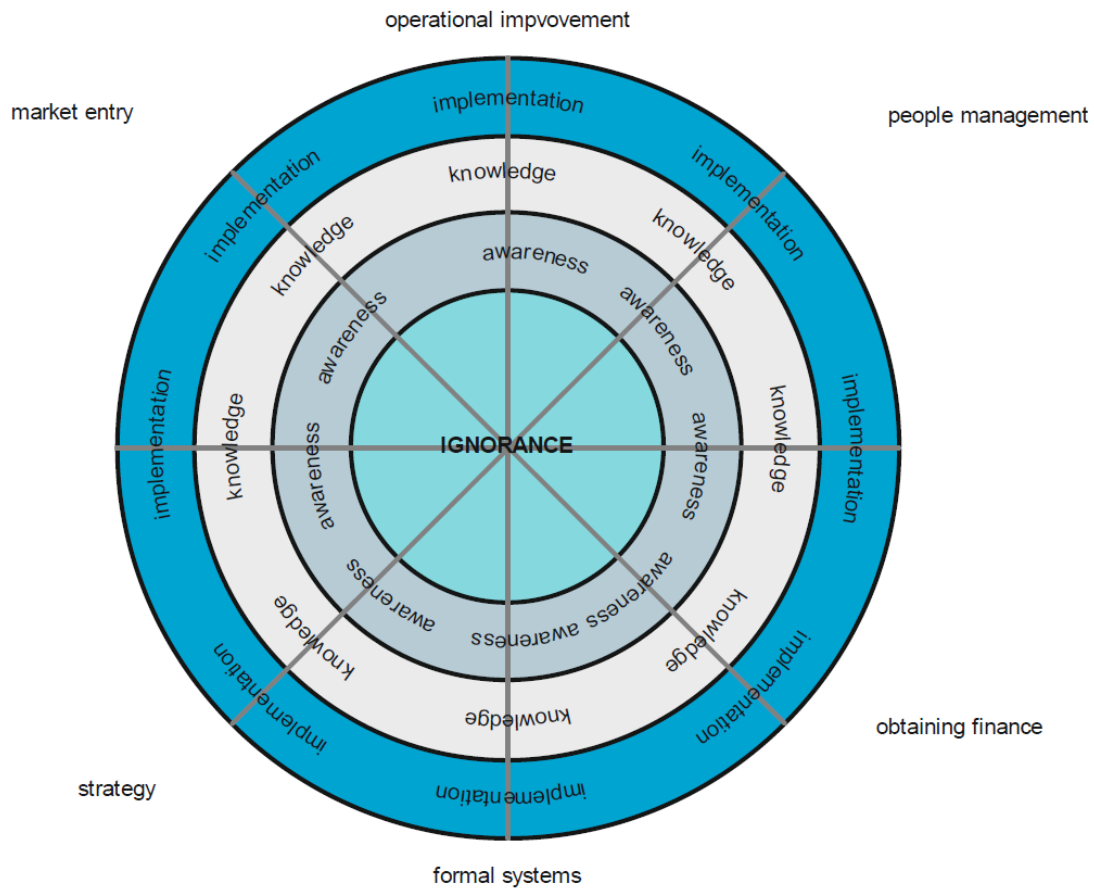 operational impvovement
market entry
people management
implementation
implementation
implementation
knowledge
knowledge
knowledge
awareness
awareness
awareness
implementation
knowledge
awareness
IGNORANCE
awareness
knowledge
implementation
awareness
awareness
awareness
knowledge
knowledge
knowledge
implementation
implementation
implementation
obtaining finance
strategy
formal systems